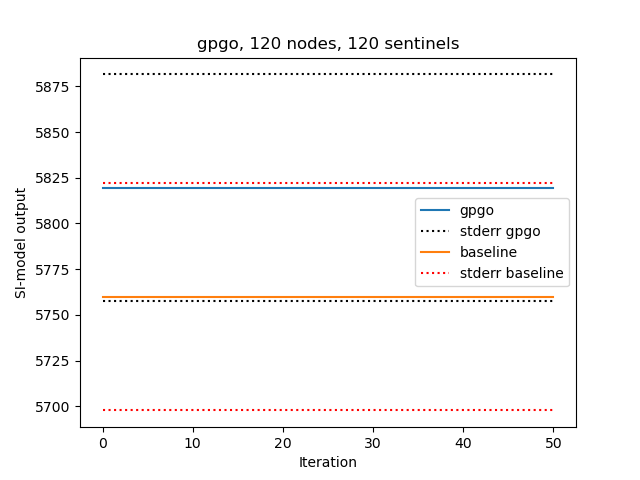 gpgo, 120 nodes, 120 sentinels
SI-model output
5875
5850
5825
5800
5775
5750
5725
5700
gpgo
stderr gpgo
baseline
stderr baseline
0 10 20 30 40 50
Iteration